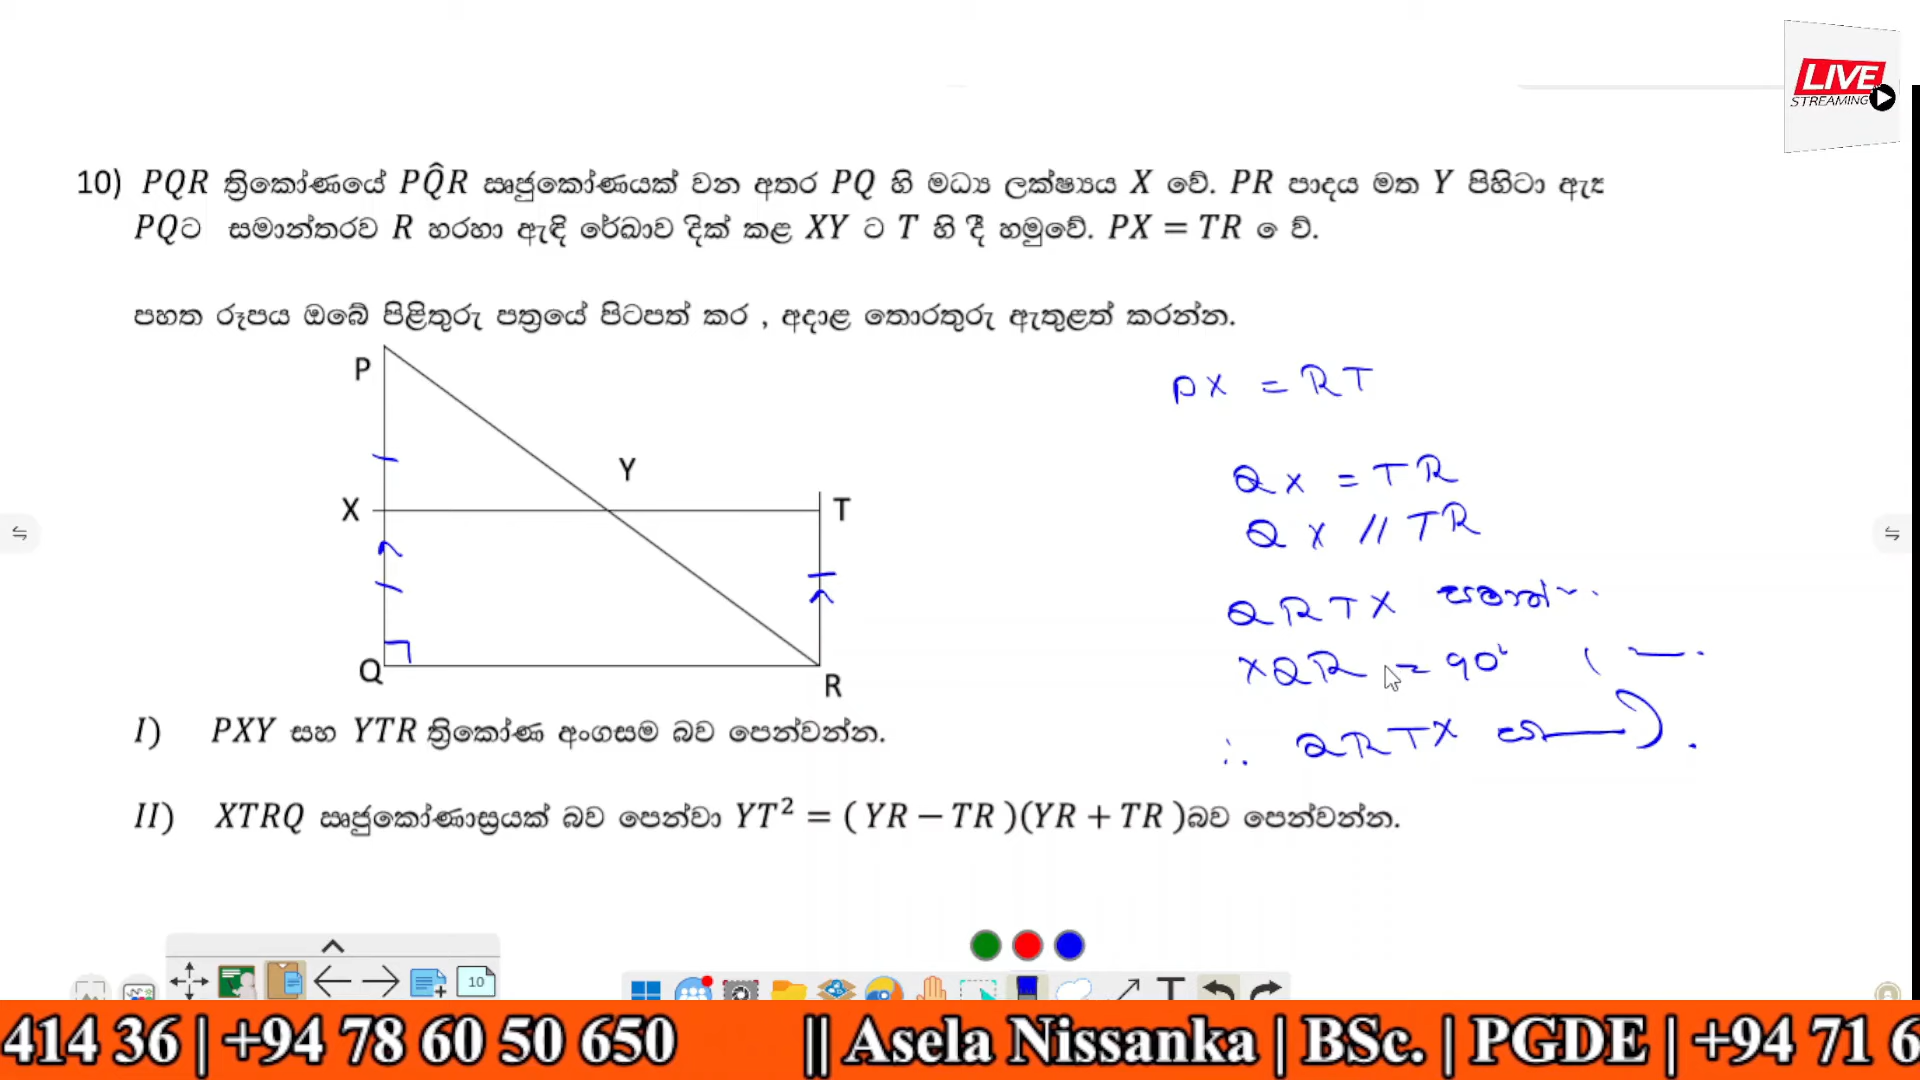 LIVE
STREAMING
10) PQR ත්‍රිකෝණයේ PQ̂R ඍජුකෝණයක් වන අතර PQ හි මධ්‍ය ලක්ෂ්‍යය X වේ. PR පාදය මත Y පිහිටා
PQට සමාන්තරව R හරහා ඇඳි රේඛාව දික් කළ XY ට T හි දී හමුවේ. PX = TR වේ.
පහත රූපය ඔබේ පිළිතුරු පත්‍රයේ පිටපත් කර , අදාළ තොරතුරු ඇතුළත් කරන්න.
P
X
Y
T
Q
R
PX = RT
QX = TR
QX // TR
QRTX
XQR = 90°
∴ QRTX
I) PXY සහ YTR ත්‍රිකෝණ අංගසම බව පෙන්වන්න.
II) XTRQ ඍජුකෝණාස්‍රයක් බව පෙන්වා YT² = ( YR − TR )(YR + TR )බව පෙන්වන්න.
10
414 36 | +94 78 60 50 650 || Asela Nissanka | BSc. | PGDE | +94 71 6